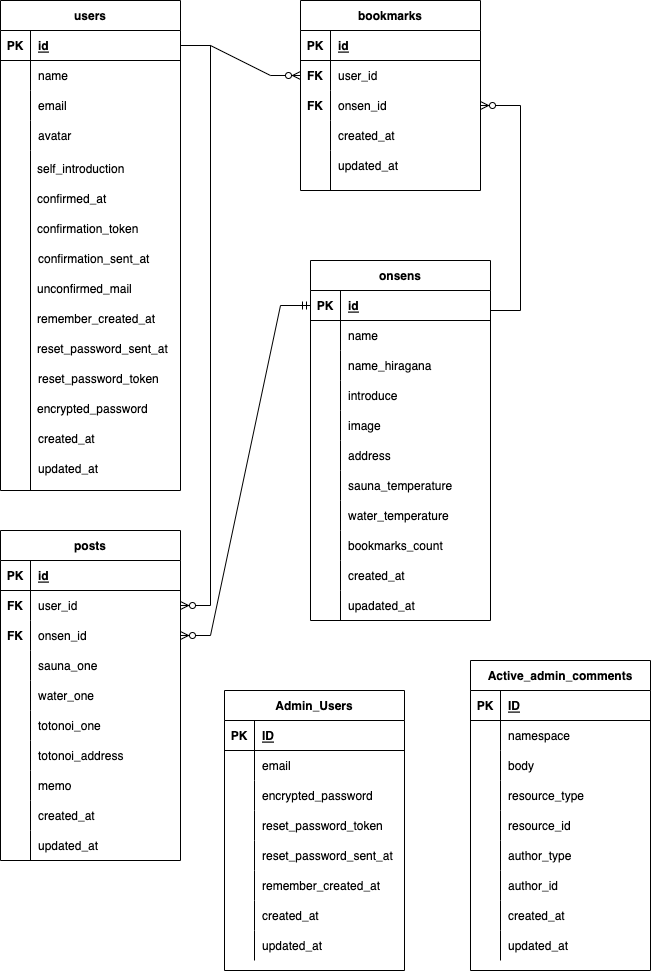 users
PK id
name
email
avatar
self_introduction
confirmed_at
confirmation_token
confirmation_sent_at
unconfirmed_mail
remember_created_at
reset_password_sent_at
reset_password_token
encrypted_password
created_at
updated_at
bookmarks
PK id
FK user_id
FK onsen_id
created_at
updated_at
onsens
PK id
name
name_hiragana
introduce
image
address
sauna_temperature
water_temperature
bookmarks_count
created_at
upadated_at
posts
PK id
FK user_id
FK onsen_id
sauna_one
water_one
totonoi_one
totonoi_address
memo
created_at
updated_at
Admin_Users
PK ID
email
encrypted_password
reset_password_token
reset_password_sent_at
remember_created_at
created_at
updated_at
Active_admin_comments
PK ID
namespace
body
resource_type
resource_id
author_type
author_id
created_at
updated_at